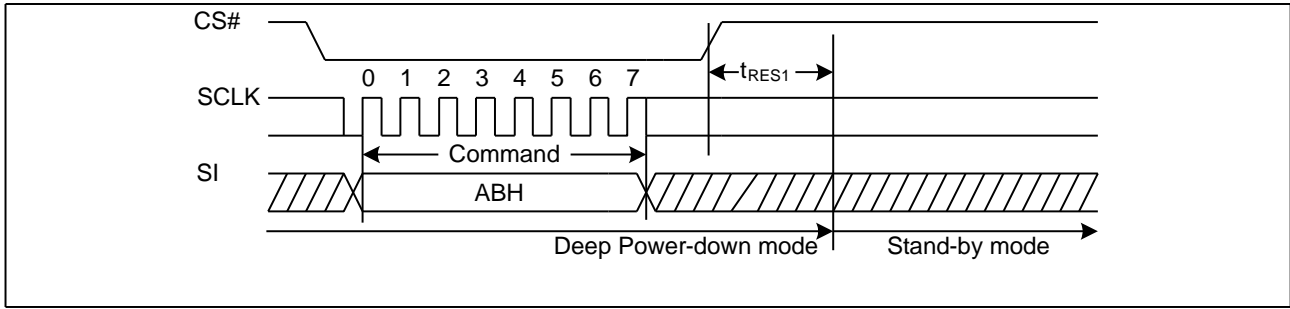 CS#
tRES1
0 1 2 3 4 5 6 7
SCLK
Command
SI
ABH
Deep Power-down mode Stand-by mode